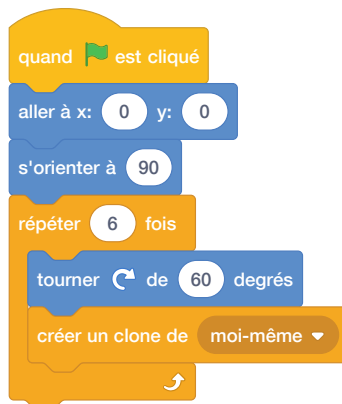 quand est cliqué
aller à x: 0 y: 0
s'orienter à 90
répéter 6 fois
tourner de 60 degrés
créer un clone de moi-même